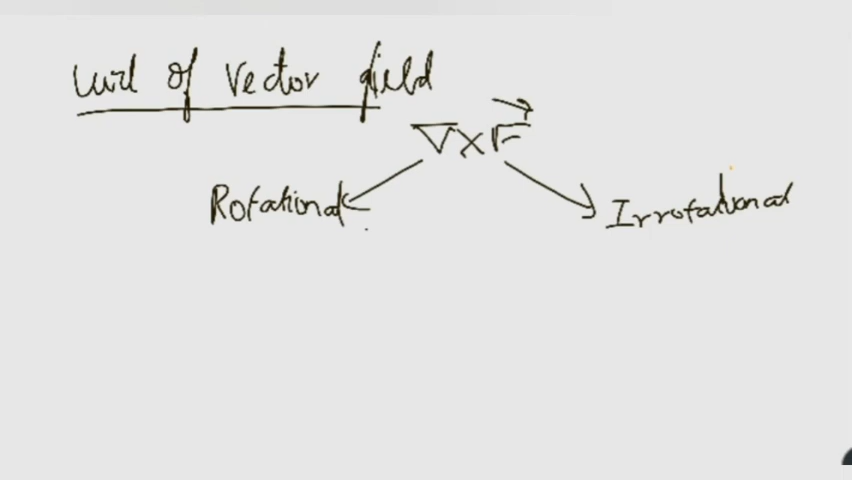 curl of vector field
∇×F⃗
Rotational
Irrotational